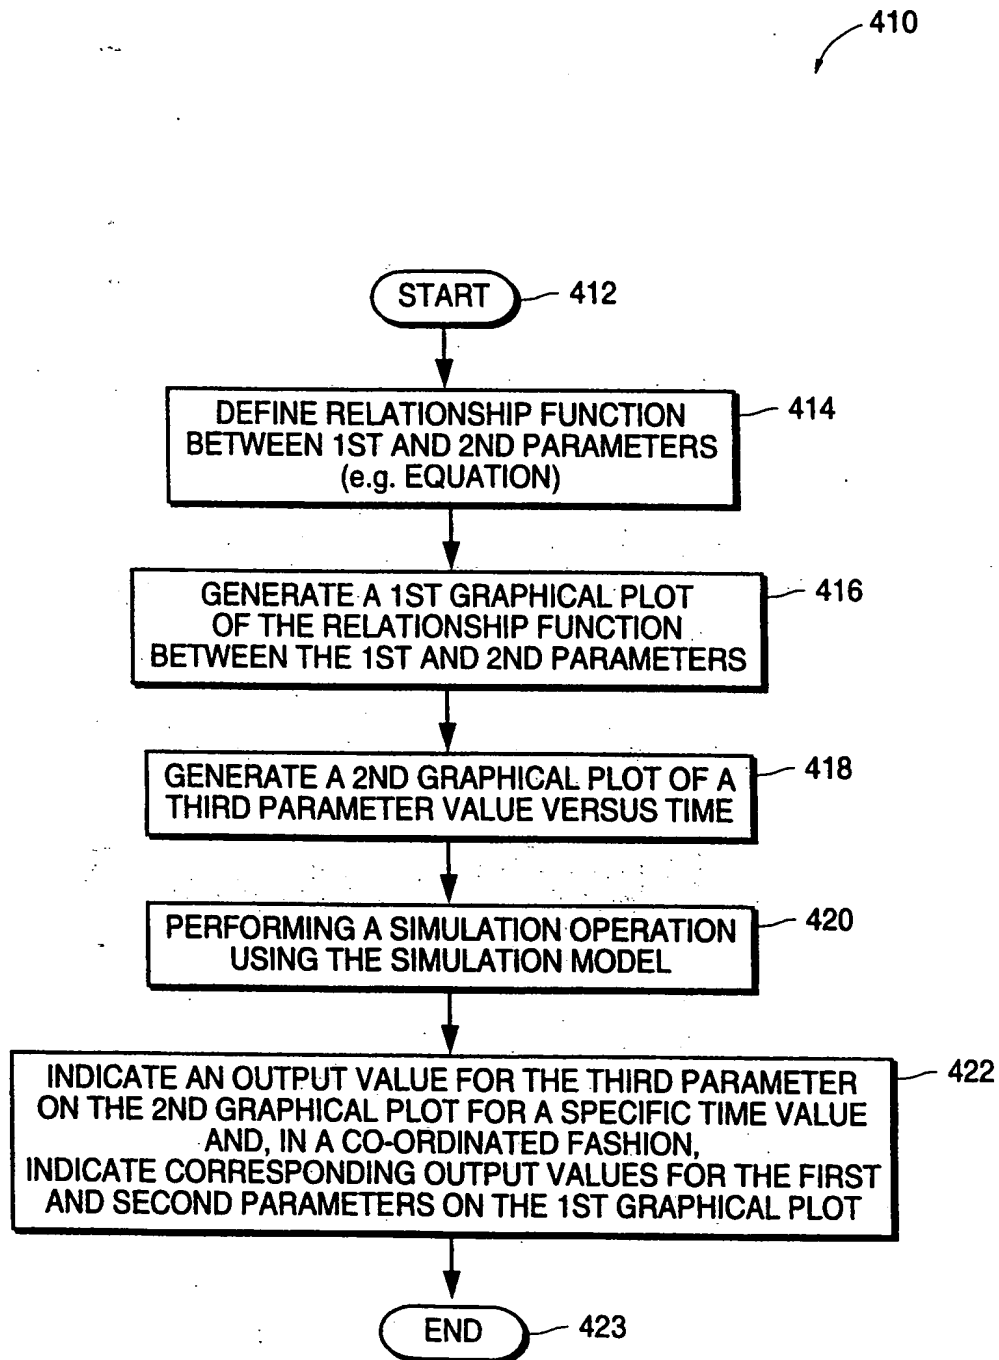 410
START
412
DEFINE RELATIONSHIP FUNCTION
BETWEEN 1ST AND 2ND PARAMETERS
(e.g. EQUATION)
414
GENERATE A 1ST GRAPHICAL PLOT
OF THE RELATIONSHIP FUNCTION
BETWEEN THE 1ST AND 2ND PARAMETERS
416
GENERATE A 2ND GRAPHICAL PLOT OF A
THIRD PARAMETER VALUE VERSUS TIME
418
PERFORMING A SIMULATION OPERATION
USING THE SIMULATION MODEL
420
INDICATE AN OUTPUT VALUE FOR THE THIRD PARAMETER
ON THE 2ND GRAPHICAL PLOT FOR A SPECIFIC TIME VALUE
AND, IN A CO-ORDINATED FASHION,
INDICATE CORRESPONDING OUTPUT VALUES FOR THE FIRST
AND SECOND PARAMETERS ON THE 1ST GRAPHICAL PLOT
422
END
423